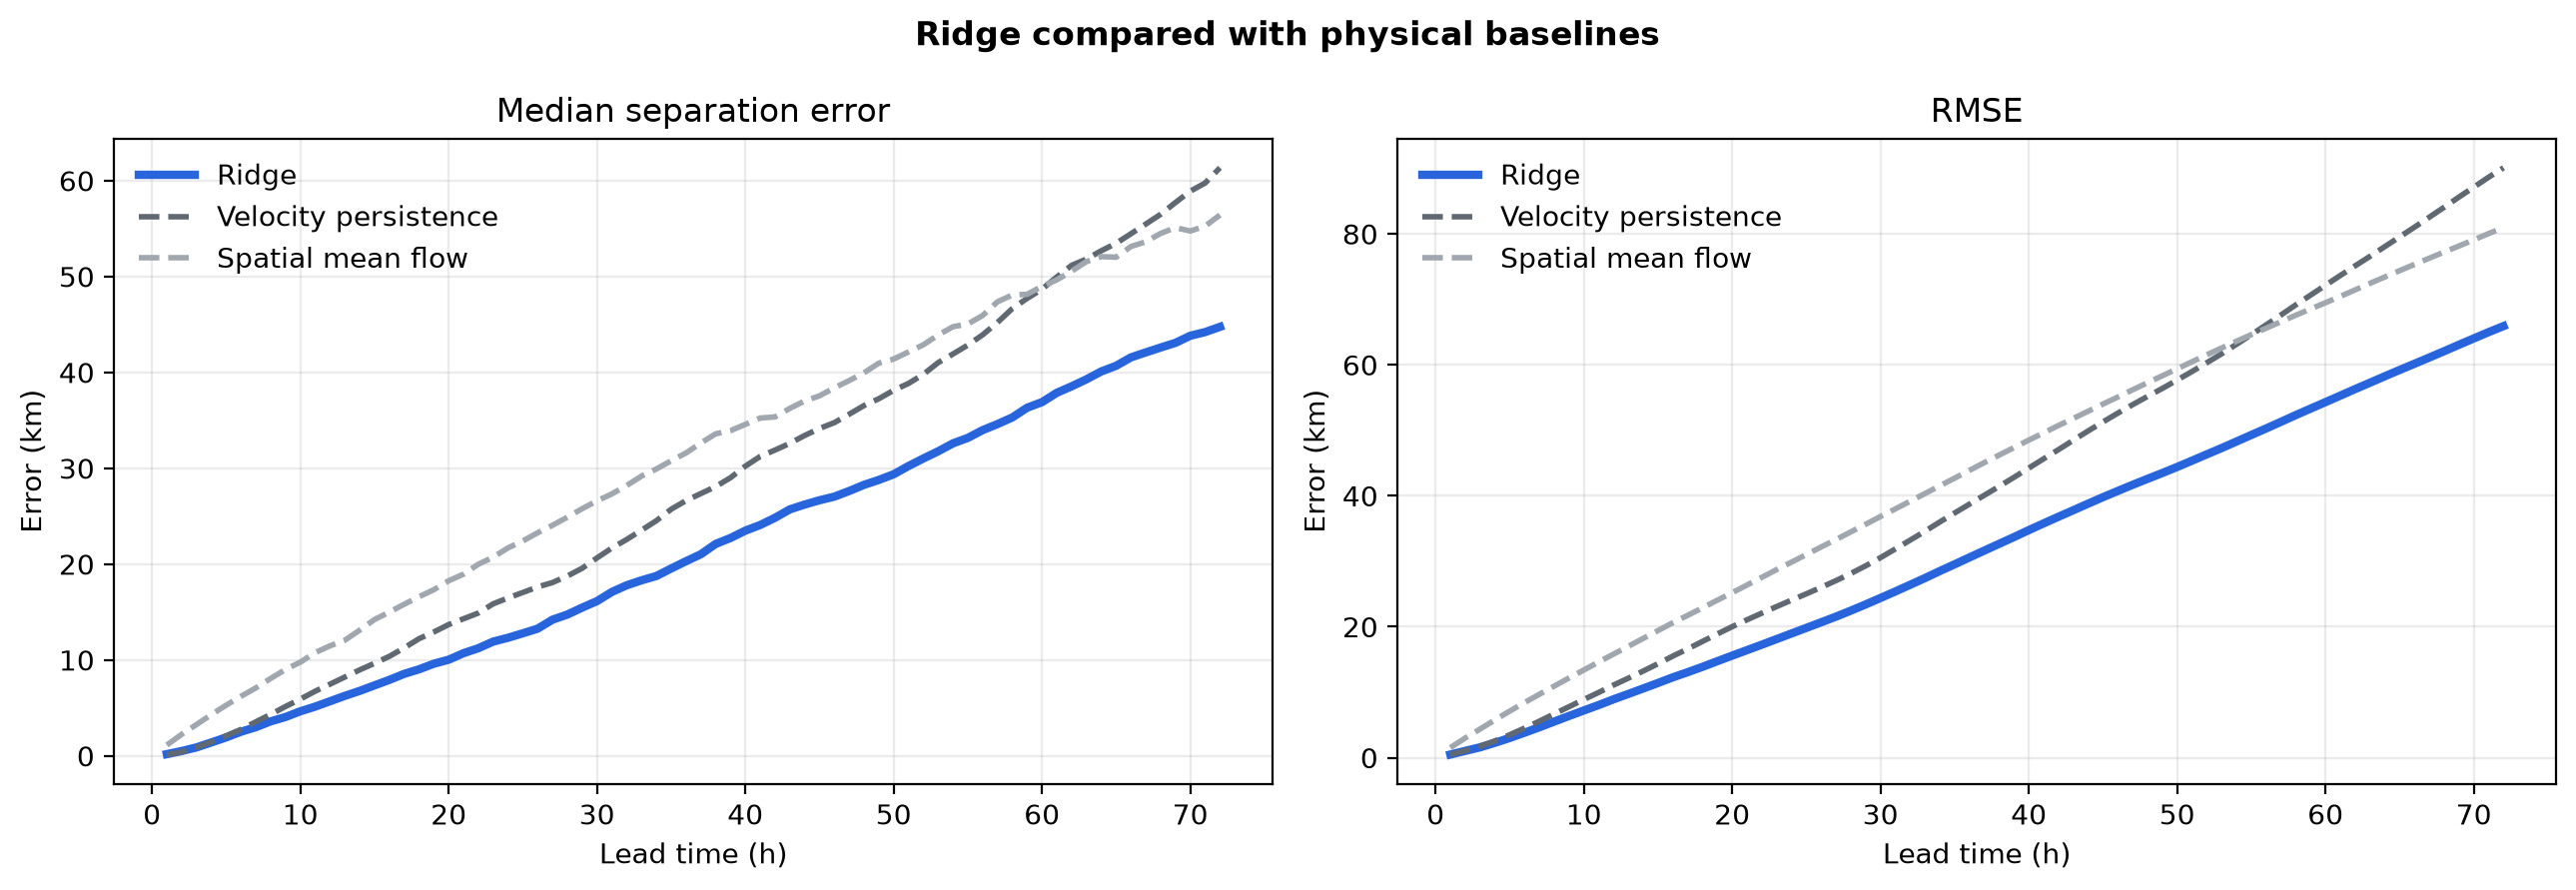 Ridge compared with physical baselines
Median separation error
Ridge
Velocity persistence
Spatial mean flow
Error (km)
60
50
40
30
20
10
0
0 10 20 30 40 50 60 70
Lead time (h)
RMSE
Ridge
Velocity persistence
Spatial mean flow
Error (km)
80
60
40
20
0
0 10 20 30 40 50 60 70
Lead time (h)